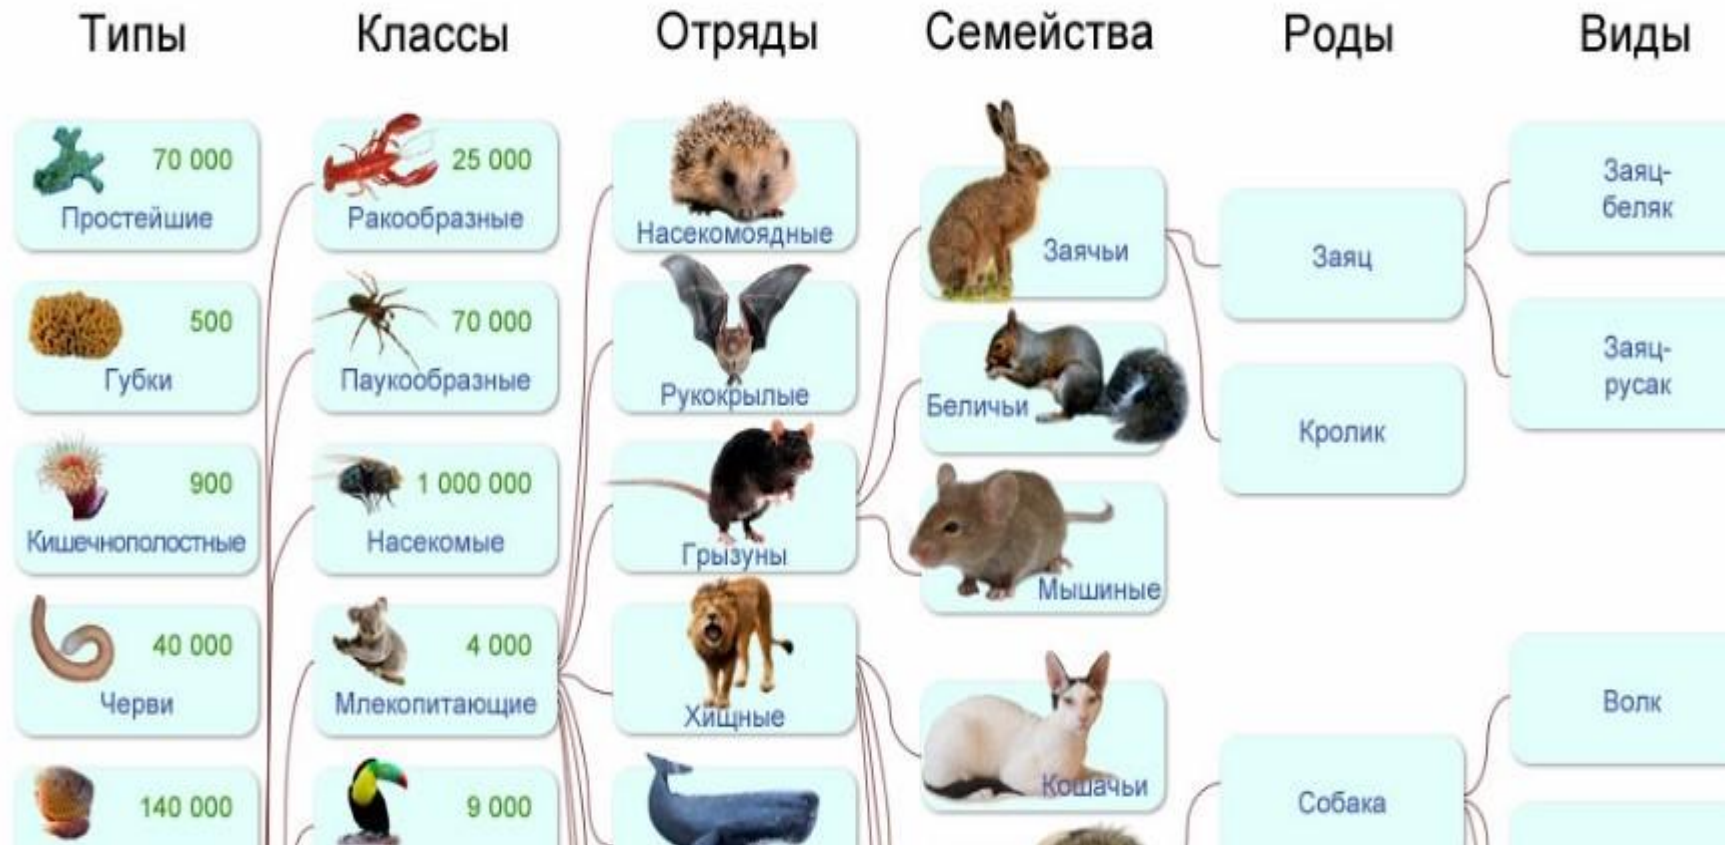 Типы
Классы
Отряды
Семейства
Роды
Виды
70 000
Простейшие
500
Губки
900
Кишечнополостные
40 000
Черви
140 000
25 000
Ракообразные
70 000
Паукообразные
1 000 000
Насекомые
4 000
Млекопитающие
9 000
Насекомоядные
Рукокрылые
Грызуны
Хищные
Заячьи
Беличьи
Мышиные
Кошачьи
Заяц
Кролик
Собака
Заяц-
беляк
Заяц-
русак
Волк